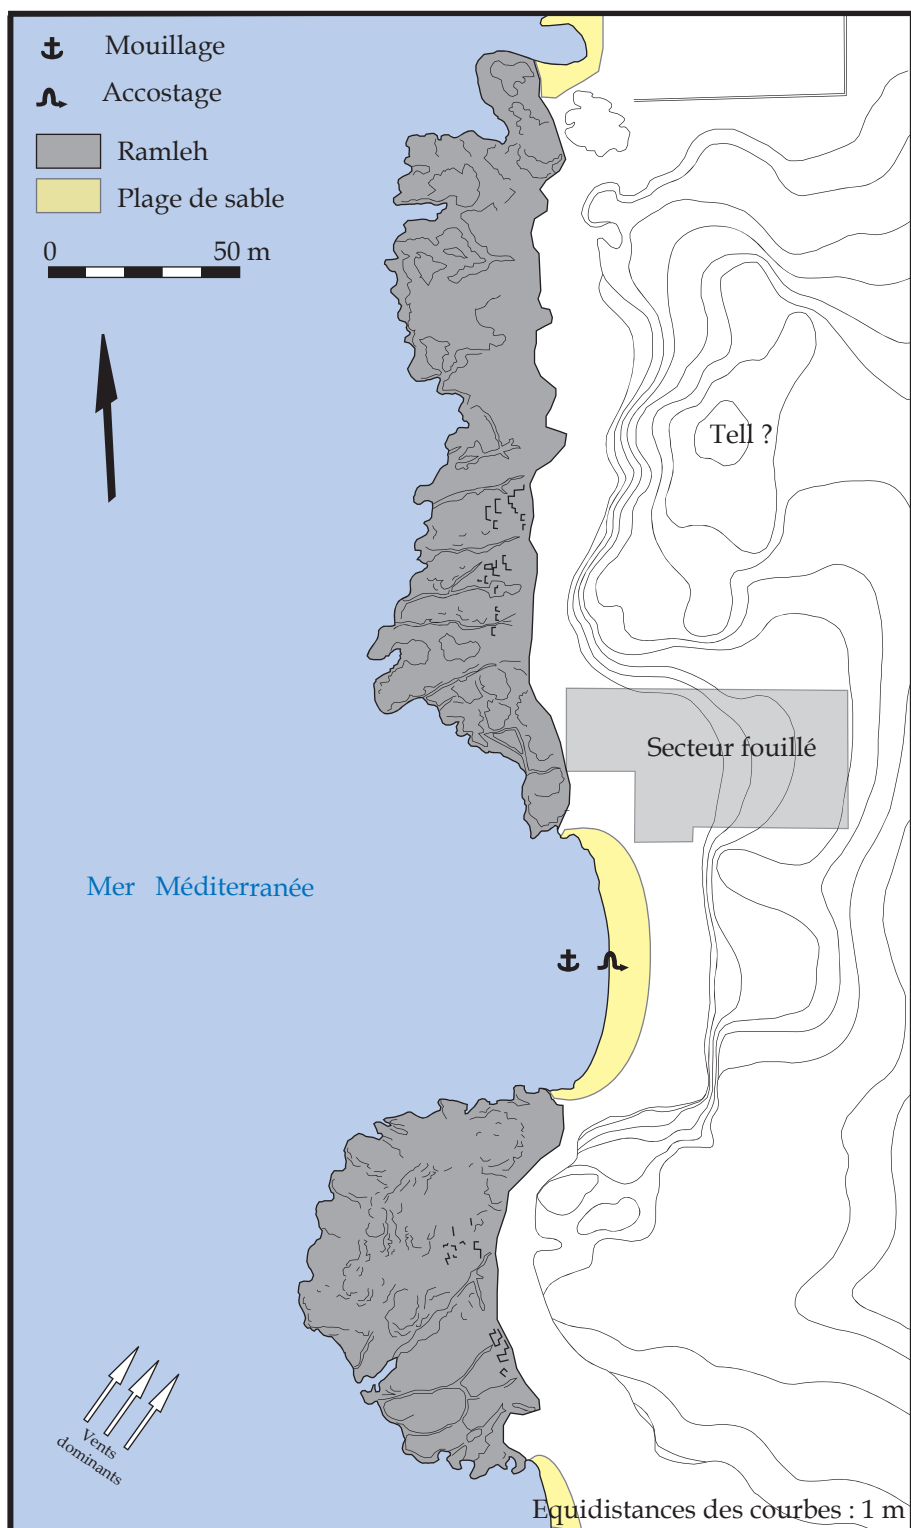 Mouillage
Accostage
Ramleh
Plage de sable
0 50 m
Tell ?
Secteur fouillé
Mer Méditerranée
Vents
dominants
Equidistances des courbes : 1 m